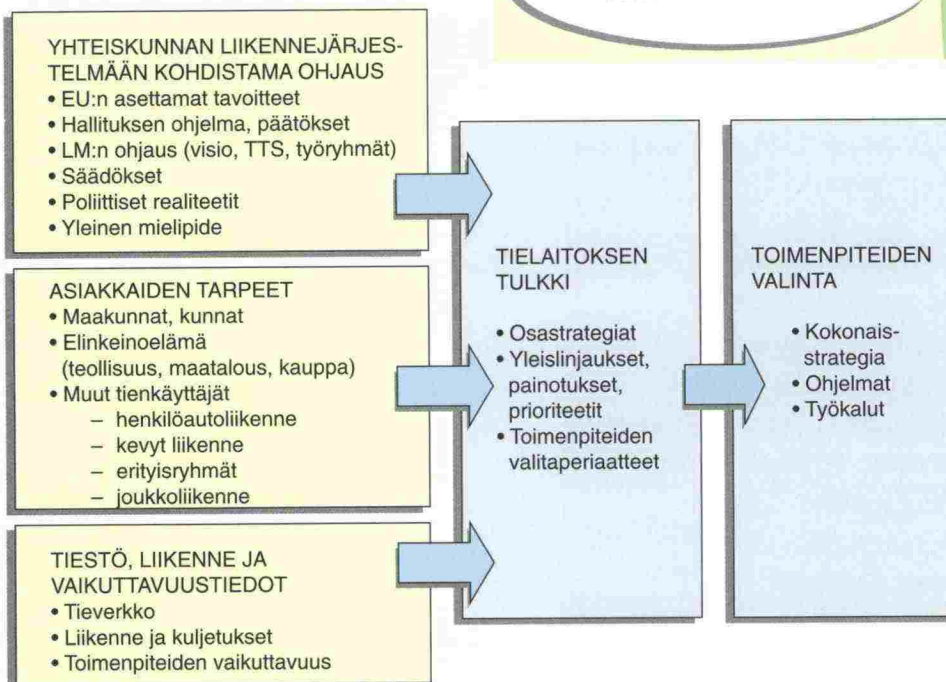 YHTEISKUNNAN LIIKENNEJÄRJES-
TELMÄÄN KOHDISTAMA OHJAUS
• EU:n asettamat tavoitteet
• Hallituksen ohjelma, päätökset
• LM:n ohjaus (visio, TTS, työryhmät)
• Säädökset
• Poliittiset realiteetit
• Yleinen mielipide
ASIAKKAIDEN TARPEET
• Maakunnat, kunnat
• Elinkeinoelämä
(teollisuus, maatalous, kauppa)
• Muut tienkäyttäjät
– henkilöautoliikenne
– kevyt liikenne
– erityisryhmät
– joukkoliikenne
TIESTÖ, LIIKENNE JA
VAIKUTTAVUUSTIEDOT
• Tieverkko
• Liikenne ja kuljetukset
• Toimenpiteiden vaikuttavuus
TIELAITOKSEN
TULKKI
• Osastrategiat
• Yleislinjaukset,
painotukset,
prioriteetit
• Toimenpiteiden
valitaperiaatteet
TOIMENPITEIDEN
VALINTA
• Kokonais-
strategia
• Ohjelmat
• Työkalut